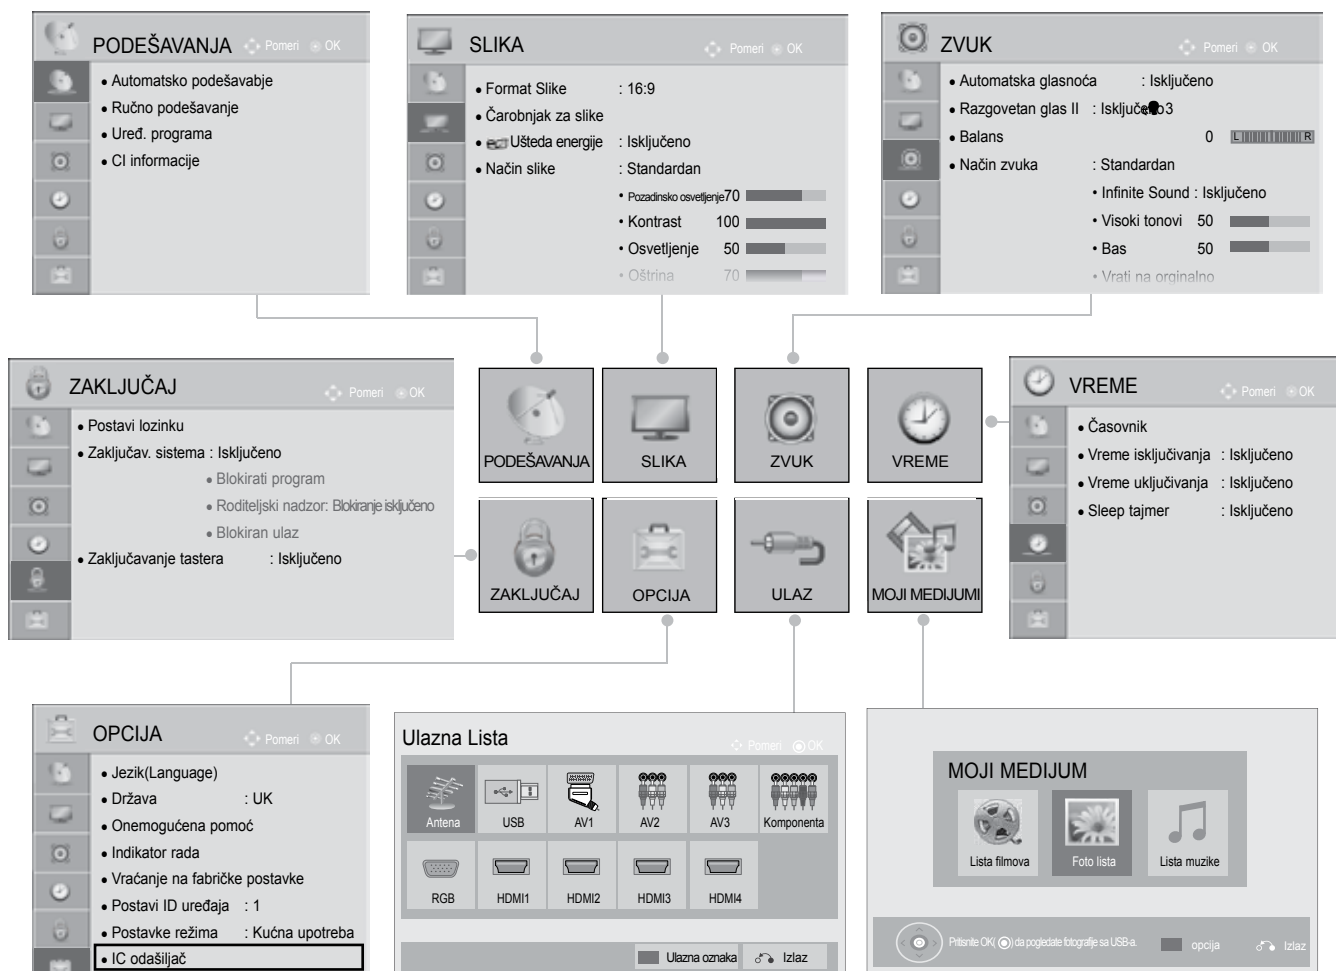 PODEŠAVANJA Pomeri OK
• Automatsko podešavabje
• Ručno podešavanje
• Uređ. programa
• CI informacije
SLIKA Pomeri OK
• Format Slike : 16:9
• Čarobnjak za slike
• Ušteda energije : Isključeno
• Način slike : Standardan
• Pozadinsko osvetljenje 70
• Kontrast 100
• Osvetljenje 50
• Oštrina 70
ZVUK Pomeri OK
• Automatska glasnoća : Isključeno
• Razgovetan glas II : Isključeno 3
• Balans 0 L R
• Način zvuka : Standardan
• Infinite Sound : Isključeno
• Visoki tonovi 50
• Bas 50
• Vrati na orginalno
ZAKLJUČAJ Pomeri OK
• Postavi lozinku
• Zaključav. sistema : Isključeno
• Blokirati program
• Roditeljski nadzor: Blokiranje isključeno
• Blokiran ulaz
• Zaključavanje tastera : Isključeno
PODEŠAVANJA
SLIKA
ZVUK
VREME
ZAKLJUČAJ
OPCIJA
ULAZ
MOJI MEDIJUMI
VREME Pomeri OK
• Časovnik
• Vreme isključivanja : Isključeno
• Vreme uključivanja : Isključeno
• Sleep tajmer : Isključeno
OPCIJA Pomeri OK
• Jezik(Language)
• Država : UK
• Onemogućena pomoć
• Indikator rada
• Vraćanje na fabričke postavke
• Postavi ID uređaja : 1
• Postavke režima : Kućna upotreba
• IC odašiljač
Ulazna Lista Pomeri OK
Antena USB AV1 AV2 AV3 Komponenta
RGB HDMI1 HDMI2 HDMI3 HDMI4
Ulazna oznaka Izlaz
MOJI MEDIJUM
Lista filmova Foto lista Lista muzike
Pritisnite OK( ) da pogledate fotografije sa USB-a. opcija Izlaz